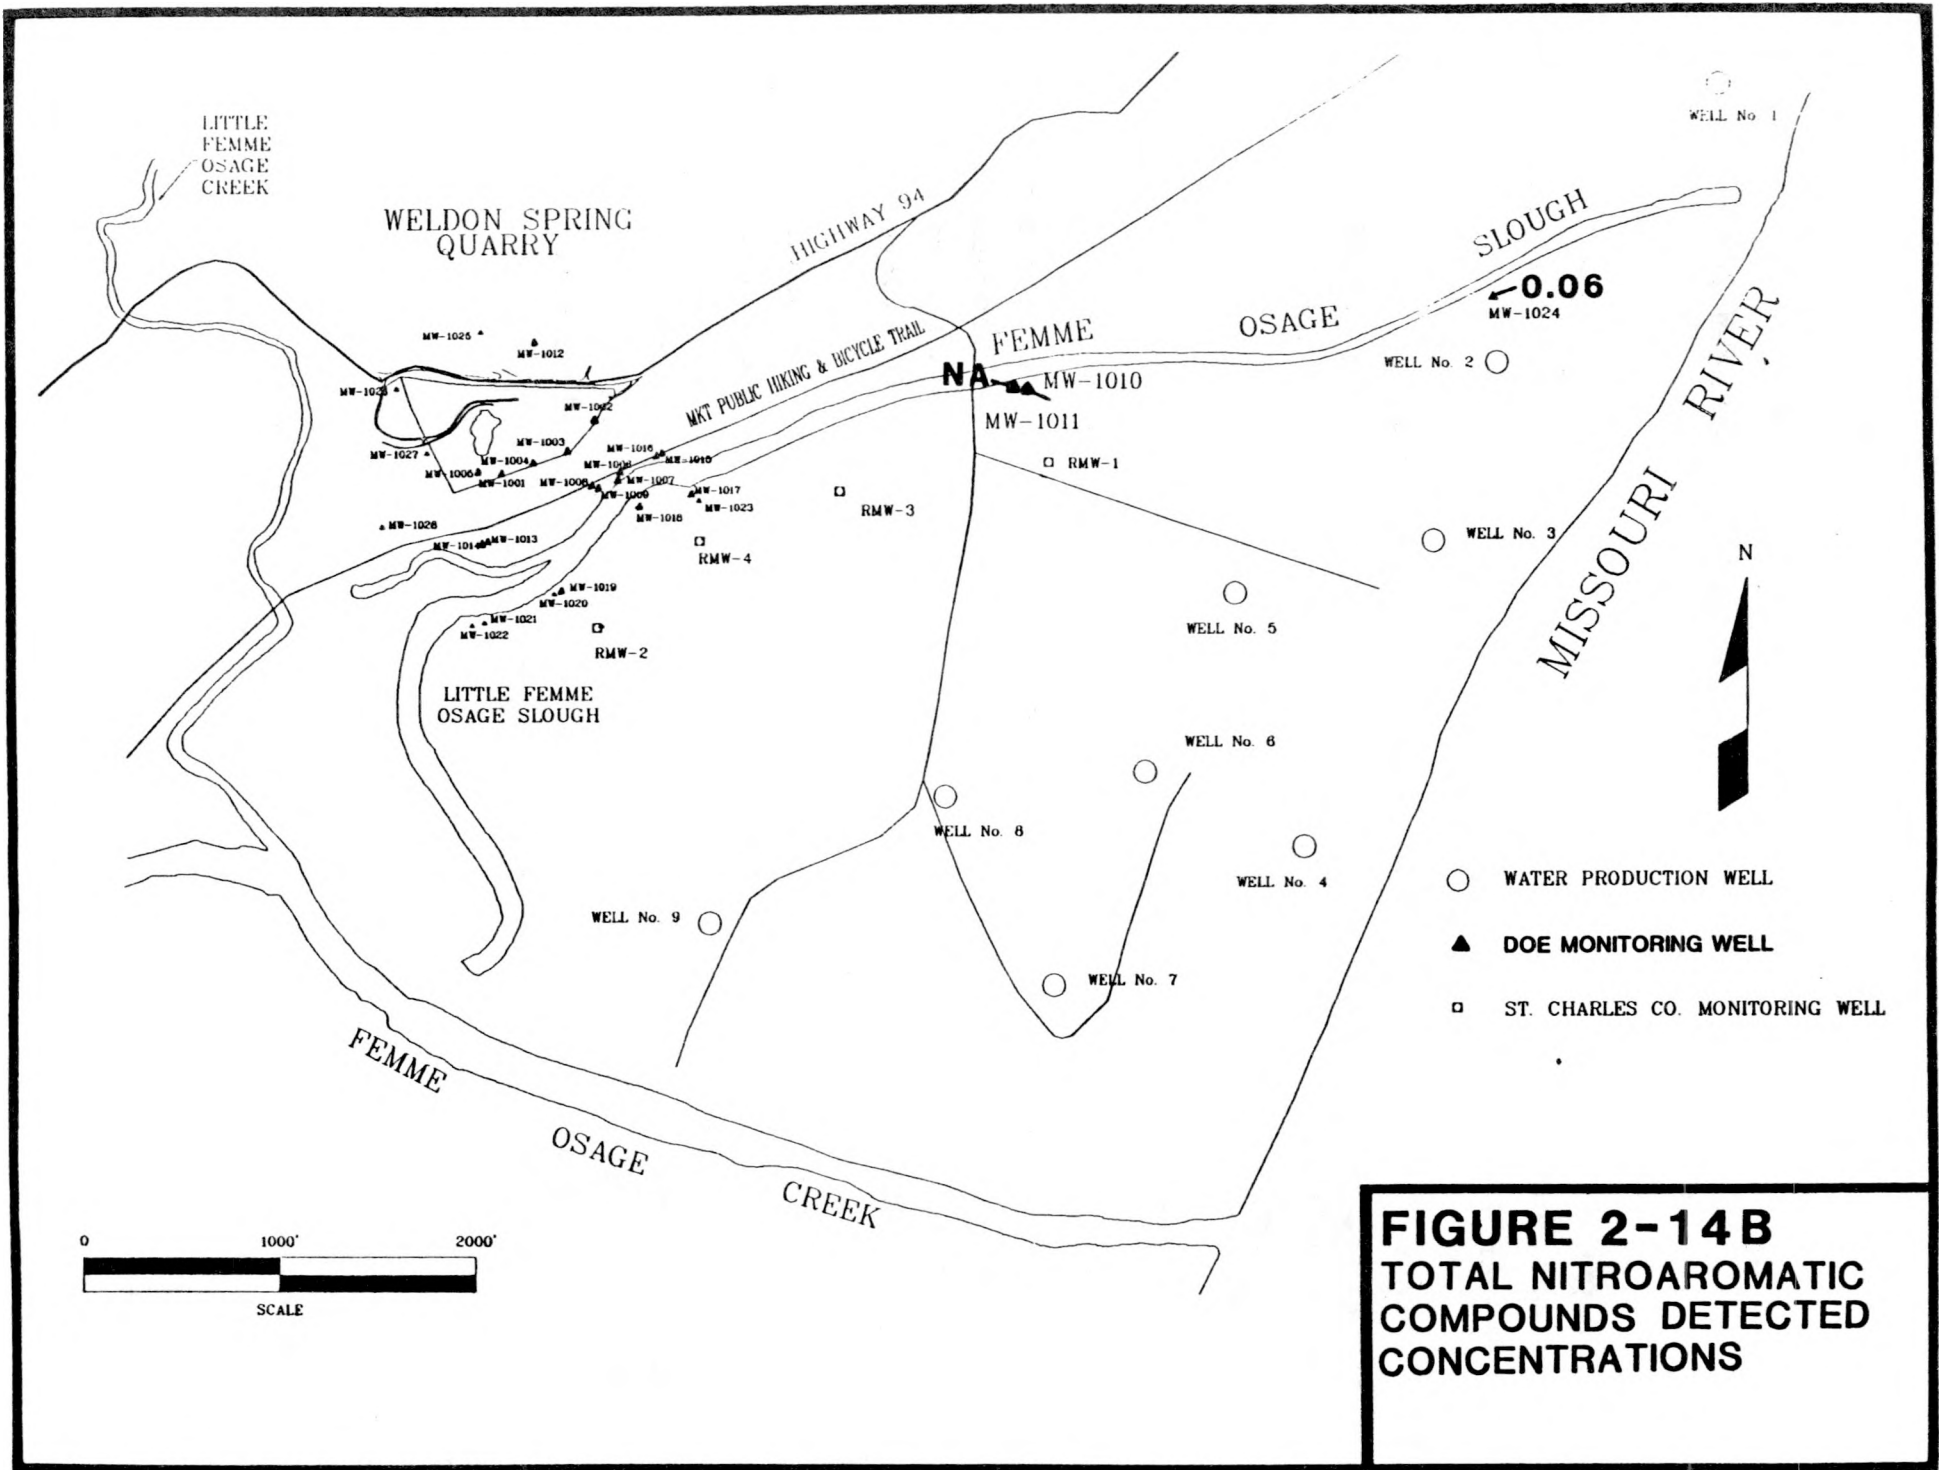 LITTLE
FEMME
OSAGE
CREEK
WELL No 1
WELDON SPRING
QUARRY
HIGHWAY 94
SLOUGH
0.06
MW-1024
MW-1025
MW-1012
MKT PUBLIC HIKING & BICYCLE TRAIL
FEMME
OSAGE
WELL No. 2
RIVER
NA
MW-1010
MW-1011
MW-1002
MW-1003
MW-1016
MW-1015
MW-1027
MW-1004
MW-1005
MW-1001
MW-1008
MW-1007
MW-1009
MW-1017
MW-1023
MW-1018
RMW-1
RMW-3
MW-1014
MW-1013
RMW-4
WELL No. 3
MISSOURI
N
MW-1019
MW-1020
MW-1021
MW-1022
RMW-2
WELL No. 5
LITTLE FEMME
OSAGE SLOUGH
WELL No. 6
WELL No. 8
WELL No. 4
WATER PRODUCTION WELL
WELL No. 9
DOE MONITORING WELL
WELL No. 7
ST. CHARLES CO. MONITORING WELL
FEMME
OSAGE
CREEK
0 1000' 2000'
SCALE
FIGURE 2-14B
TOTAL NITROAROMATIC
COMPOUNDS DETECTED
CONCENTRATIONS